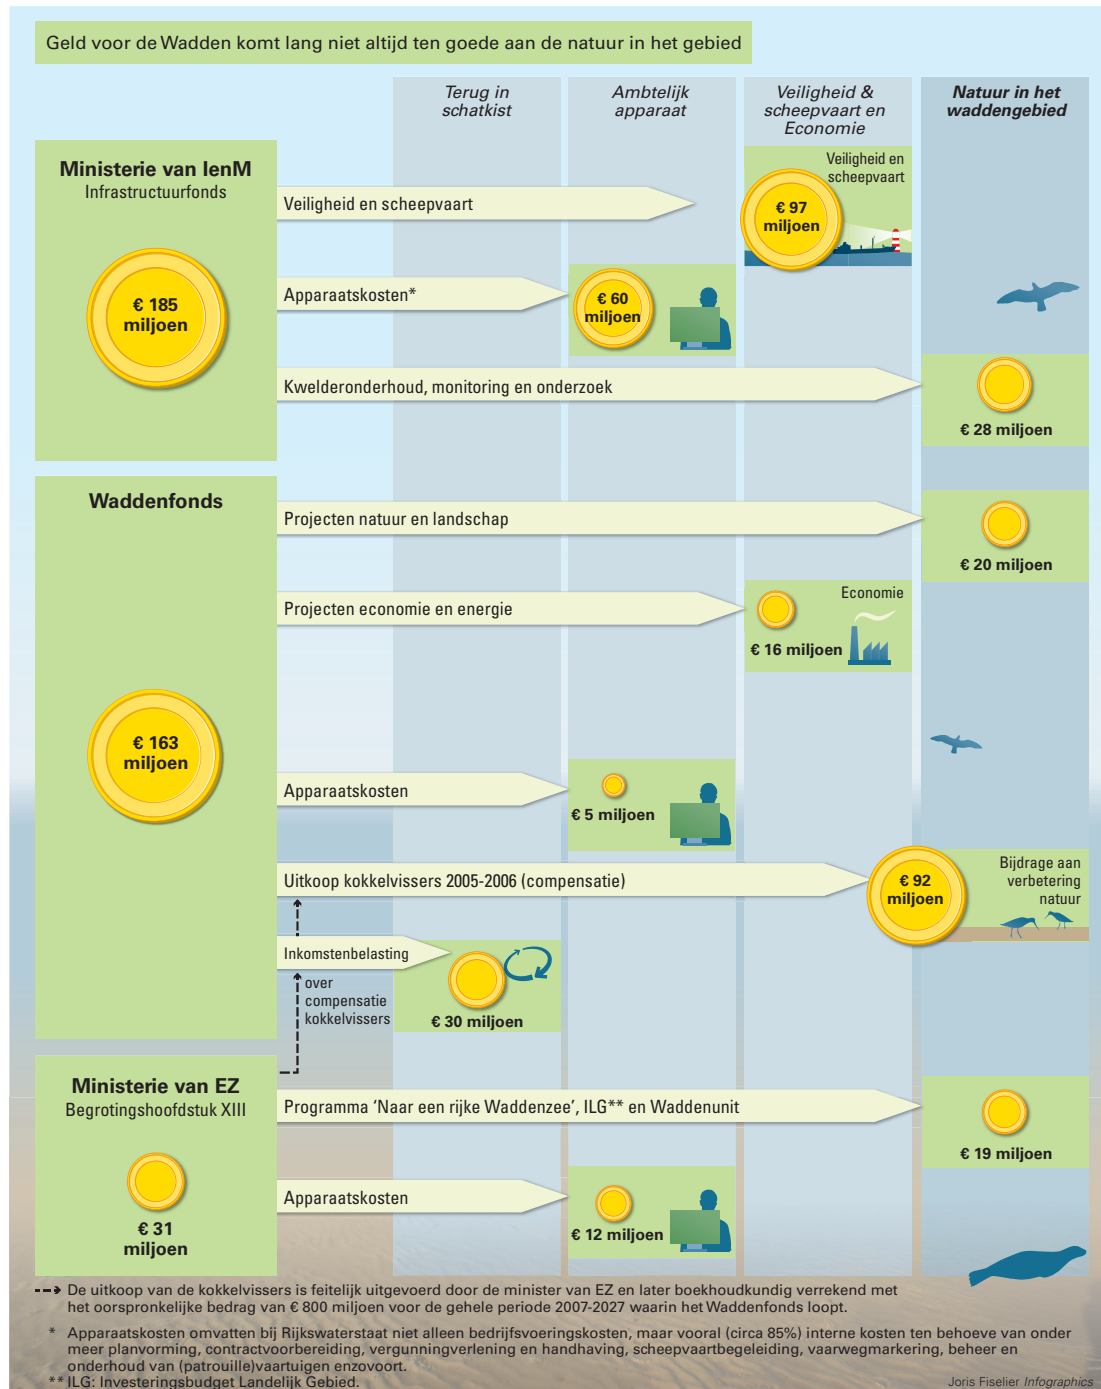 Geld voor de Wadden komt lang niet altijd ten goede aan de natuur in het gebied
Terug in
schatkist
Ambtelijk
apparaat
Veiligheid &
scheepvaart en
Economie
Natuur in het
waddengebied
Ministerie van IenM
Infrastructuurfonds
€ 185
miljoen
Veiligheid en scheepvaart
Veiligheid en
scheepvaart
€ 97
miljoen
Apparaatskosten*
€ 60
miljoen
Kwelderonderhoud, monitoring en onderzoek
€ 28 miljoen
Waddenfonds
€ 163
miljoen
Projecten natuur en landschap
€ 20 miljoen
Projecten economie en energie
Economie
€ 16 miljoen
Apparaatskosten
€ 5 miljoen
Uitkoop kokkelvissers 2005-2006 (compensatie)
€ 92
miljoen
Bijdrage aan
verbetering
natuur
Inkomstenbelasting
over
compensatie
kokkelvissers
€ 30 miljoen
Ministerie van EZ
Begrotingshoofdstuk XIII
€ 31
miljoen
Programma ‘Naar een rijke Waddenzee’, ILG** en Waddenunit
€ 19 miljoen
Apparaatskosten
€ 12 miljoen
De uitkoop van de kokkelvissers is feitelijk uitgevoerd door de minister van EZ en later boekhoudkundig verrekend met
het oorspronkelijke bedrag van € 800 miljoen voor de gehele periode 2007-2027 waarin het Waddenfonds loopt.
* Apparaatskosten omvatten bij Rijkswaterstaat niet alleen bedrijfsvoeringskosten, maar vooral (circa 85%) interne kosten ten behoeve van onder
meer planvorming, contractvoorbereiding, vergunningverlening en handhaving, scheepvaartbegeleiding, vaarwegmarkering, beheer en
onderhoud van (patrouille)vaartuigen enzovoort.
** ILG: Investeringsbudget Landelijk Gebied.
Joris Fiselier Infographics